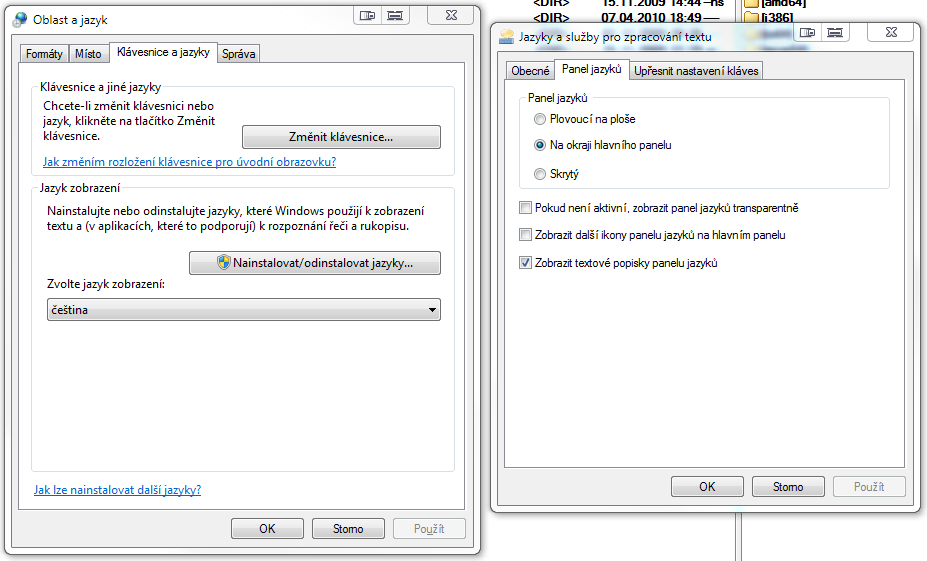 Oblast a jazyk
Formáty Místo Klávesnice a jazyky Správa
Klávesnice a jiné jazyky
Chcete-li změnit klávesnici nebo
jazyk, klikněte na tlačítko Změnit
klávesnice.
Změnit klávesnice...
Jak změním rozložení klávesnice pro úvodní obrazovku?
Jazyk zobrazení
Nainstalujte nebo odinstalujte jazyky, které Windows použijí k zobrazení
textu a (v aplikacích, které to podporují) k rozpoznání řeči a rukopisu.
Nainstalovat/odinstalovat jazyky...
Zvolte jazyk zobrazení:
čeština
Jak lze nainstalovat další jazyky?
OK Storno Použít
<DIR> 15.11.2009 14:44 –hs [amd64]
<DIR> 07.04.2010 18:49 –– [i386]
Jazyky a služby pro zpracování textu
Obecné Panel jazyků Upřesnit nastavení kláves
Panel jazyků
Plovoucí na ploše
Na okraji hlavního panelu
Skrytý
Pokud není aktivní, zobrazit panel jazyků transparentně
Zobrazit další ikony panelu jazyků na hlavním panelu
Zobrazit textové popisky panelu jazyků
OK Storno Použít